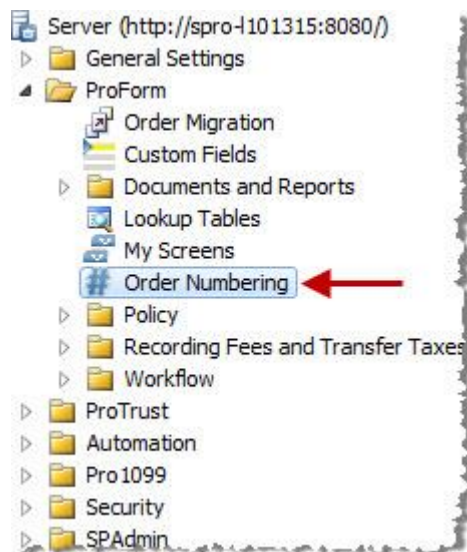 Server (http://spro-l101315:8080/)
General Settings
ProForm
Order Migration
Custom Fields
Documents and Reports
Lookup Tables
My Screens
# Order Numbering
Policy
Recording Fees and Transfer Taxes
Workflow
ProTrust
Automation
Pro1099
Security
SPAdmin